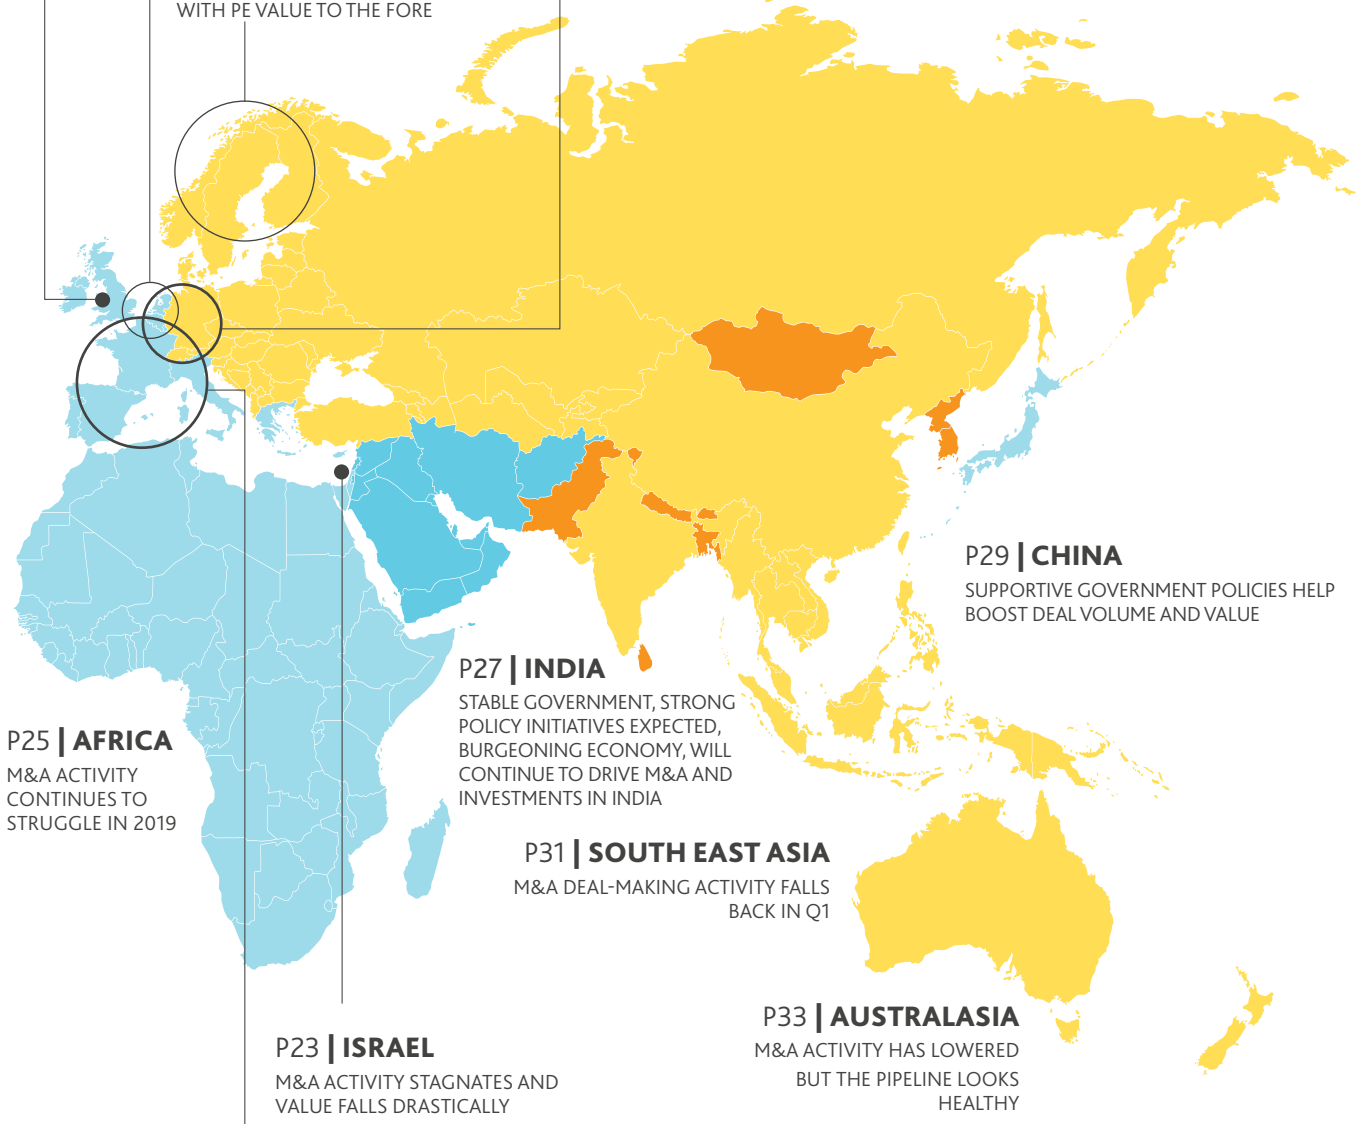 WITH PE VALUE TO THE FORE
P29 | CHINA
SUPPORTIVE GOVERNMENT POLICIES HELP
BOOST DEAL VOLUME AND VALUE
P27 | INDIA
STABLE GOVERNMENT, STRONG
POLICY INITIATIVES EXPECTED,
BURGEONING ECONOMY, WILL
CONTINUE TO DRIVE M&A AND
INVESTMENTS IN INDIA
P25 | AFRICA
M&A ACTIVITY
CONTINUES TO
STRUGGLE IN 2019
P31 | SOUTH EAST ASIA
M&A DEAL-MAKING ACTIVITY FALLS
BACK IN Q1
P33 | AUSTRALASIA
M&A ACTIVITY HAS LOWERED
BUT THE PIPELINE LOOKS
HEALTHY
P23 | ISRAEL
M&A ACTIVITY STAGNATES AND
VALUE FALLS DRASTICALLY